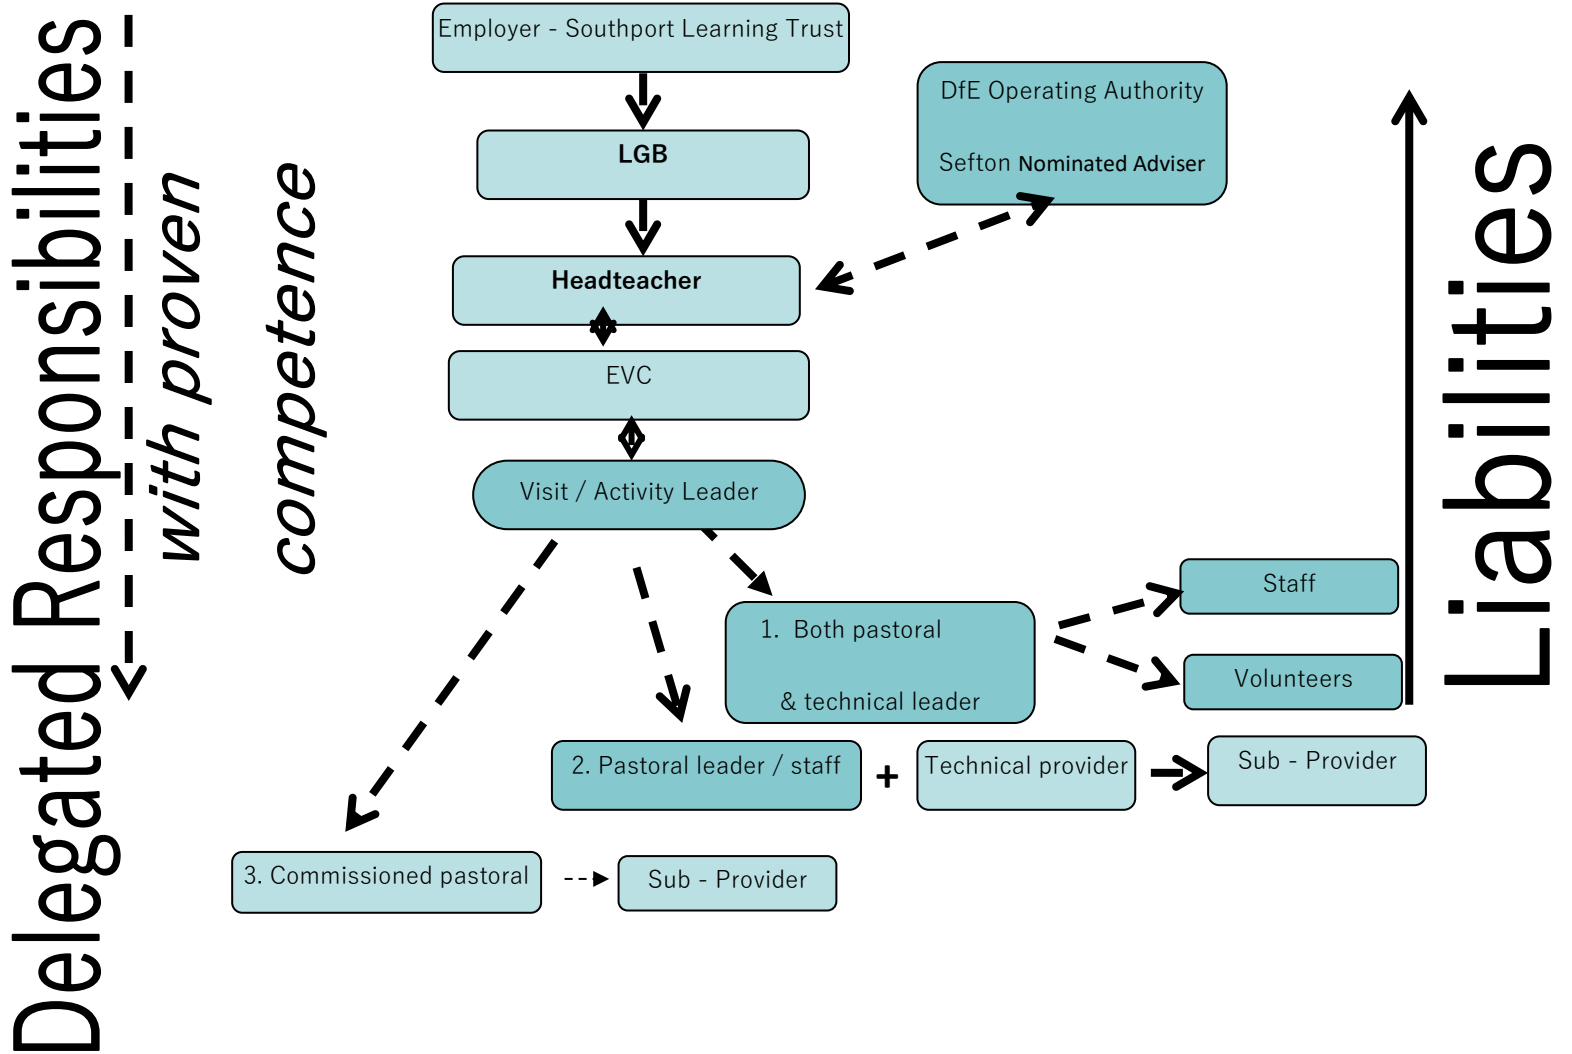 Delegated Responsibilities
with proven
competence
Employer - Southport Learning Trust
LGB
DfE Operating Authority
Sefton Nominated Adviser
Headteacher
EVC
Visit / Activity Leader
1. Both pastoral
& technical leader
Staff
Volunteers
2. Pastoral leader / staff
+
Technical provider
Sub - Provider
3. Commissioned pastoral
Sub - Provider
Liabilities